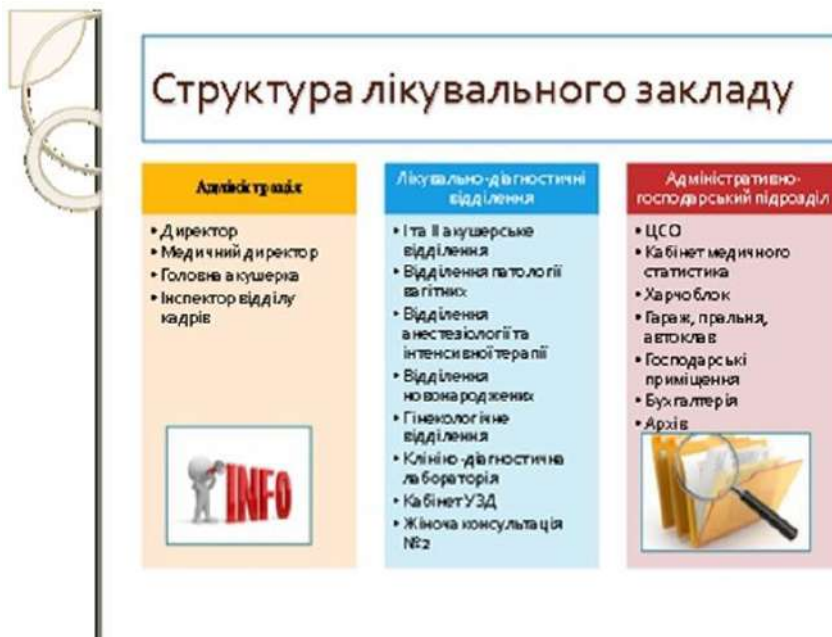 Структура лікувального закладу
Адміністрація
• Директор
• Медичний директор
• Головна акушерка
• Інспектор відділу
кадрів
INFO
Лікувально-діагностичні
відділення
• І та ІІ акушерське
відділення
• Відділення патології
вагітних
• Відділення
анестезіології та
інтенсивної терапії
• Відділення
новонароджених
• Гінекологічне
відділення
• Клініко-діагностична
лабораторія
• Кабінет УЗД
• Жіноча консультація
№2
Адміністративно-
господарський підрозділ
• ЦСО
• Кабінет медичного
статистика
• Харчоблок
• Гараж, пральня,
автоклав
• Господарські
приміщення
• Бухгалтерія
• Архів